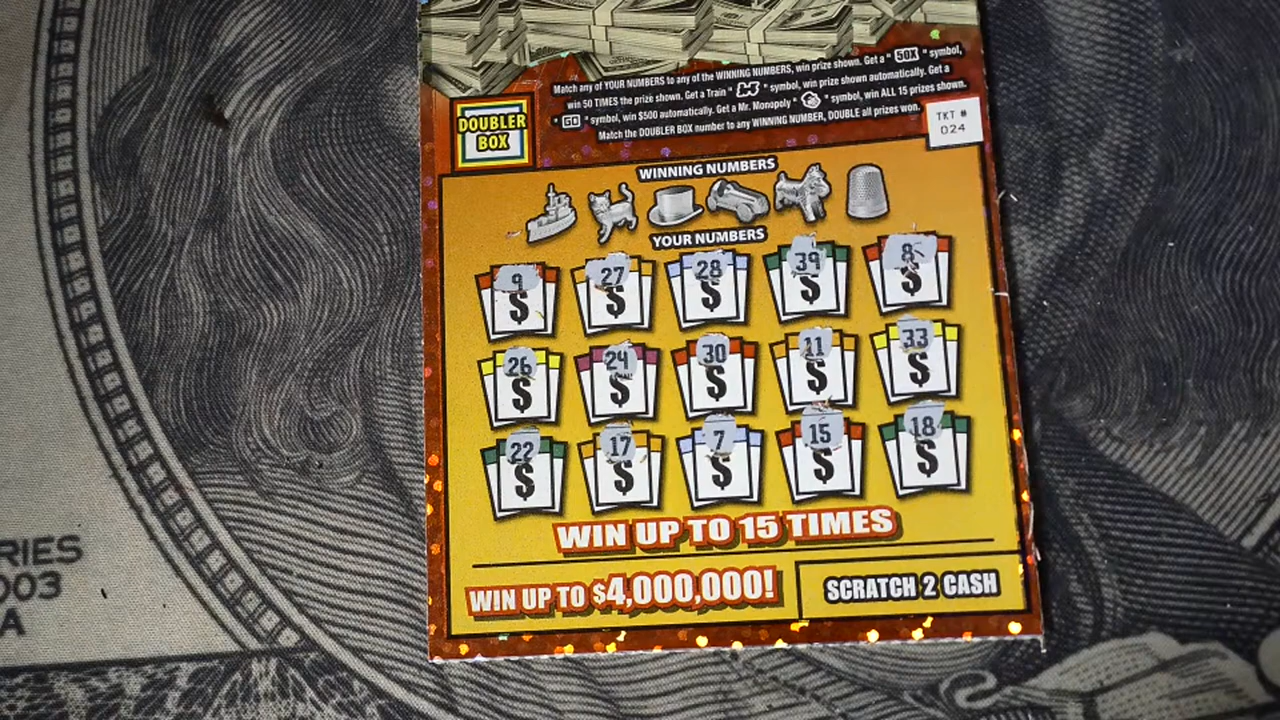 Match any of YOUR NUMBERS to any of the WINNING NUMBERS, win prize shown. Get a "50X" symbol,
win 50 TIMES the prize shown. Get a Train " " symbol, win prize shown automatically. Get a
"GO" symbol, win $500 automatically. Get a Mr. Monopoly " " symbol, win ALL 15 prizes shown.
Match the DOUBLER BOX number to any WINNING NUMBER, DOUBLE all prizes won.
DOUBLER
BOX
TKT #
024
WINNING NUMBERS
YOUR NUMBERS
9 27 28 39 8
$ $ $ $ $
26 24 30 11 33
$ $ $ $ $
22 17 7 15 18
$ $ $ $ $
WIN UP TO 15 TIMES
WIN UP TO $4,000,000!
SCRATCH 2 CASH
RIES
003
A